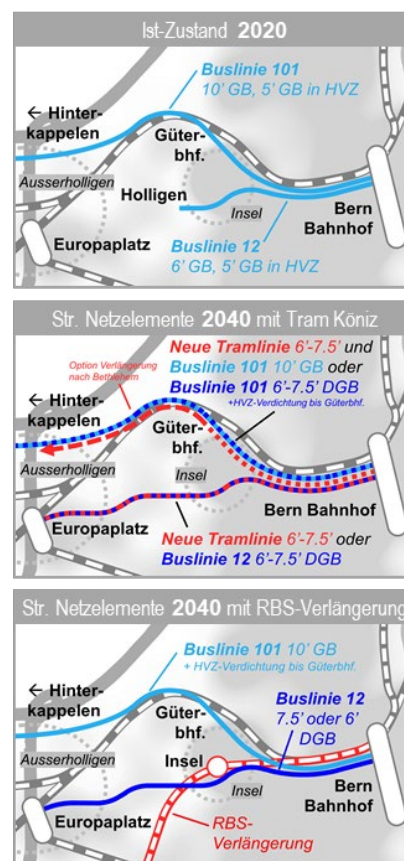 Ist-Zustand 2020
Buslinie 101
10' GB, 5' GB in HVZ
← Hinter-
kappelen
Güter-
bhf.
Ausserholligen
Holligen
Insel
Bern
Bahnhof
Europaplatz
Buslinie 12
6' GB, 5' GB in HVZ
Str. Netzelemente 2040 mit Tram Köniz
Neue Tramlinie 6'-7.5' und
Buslinie 101 10' GB oder
Buslinie 101 6'-7.5' DGB
+HVZ-Verdichtung bis Güterbhf.
Option Verlängerung
nach Bethlehem
← Hinter-
kappelen
Güter-
bhf.
Ausserholligen
Insel
Europaplatz
Bern Bahnhof
Neue Tramlinie 6'-7.5' oder
Buslinie 12 6'-7.5' DGB
Str. Netzelemente 2040 mit RBS-Verlängerung
Buslinie 101 10' GB
+ HVZ-Verdichtung bis Güterbhf.
← Hinter-
kappelen
Güter-
bhf.
Buslinie 12
7.5' oder 6'
DGB
Ausserholligen
Insel
Insel
Bern
Bahnhof
Europaplatz
RBS-
Verlängerung